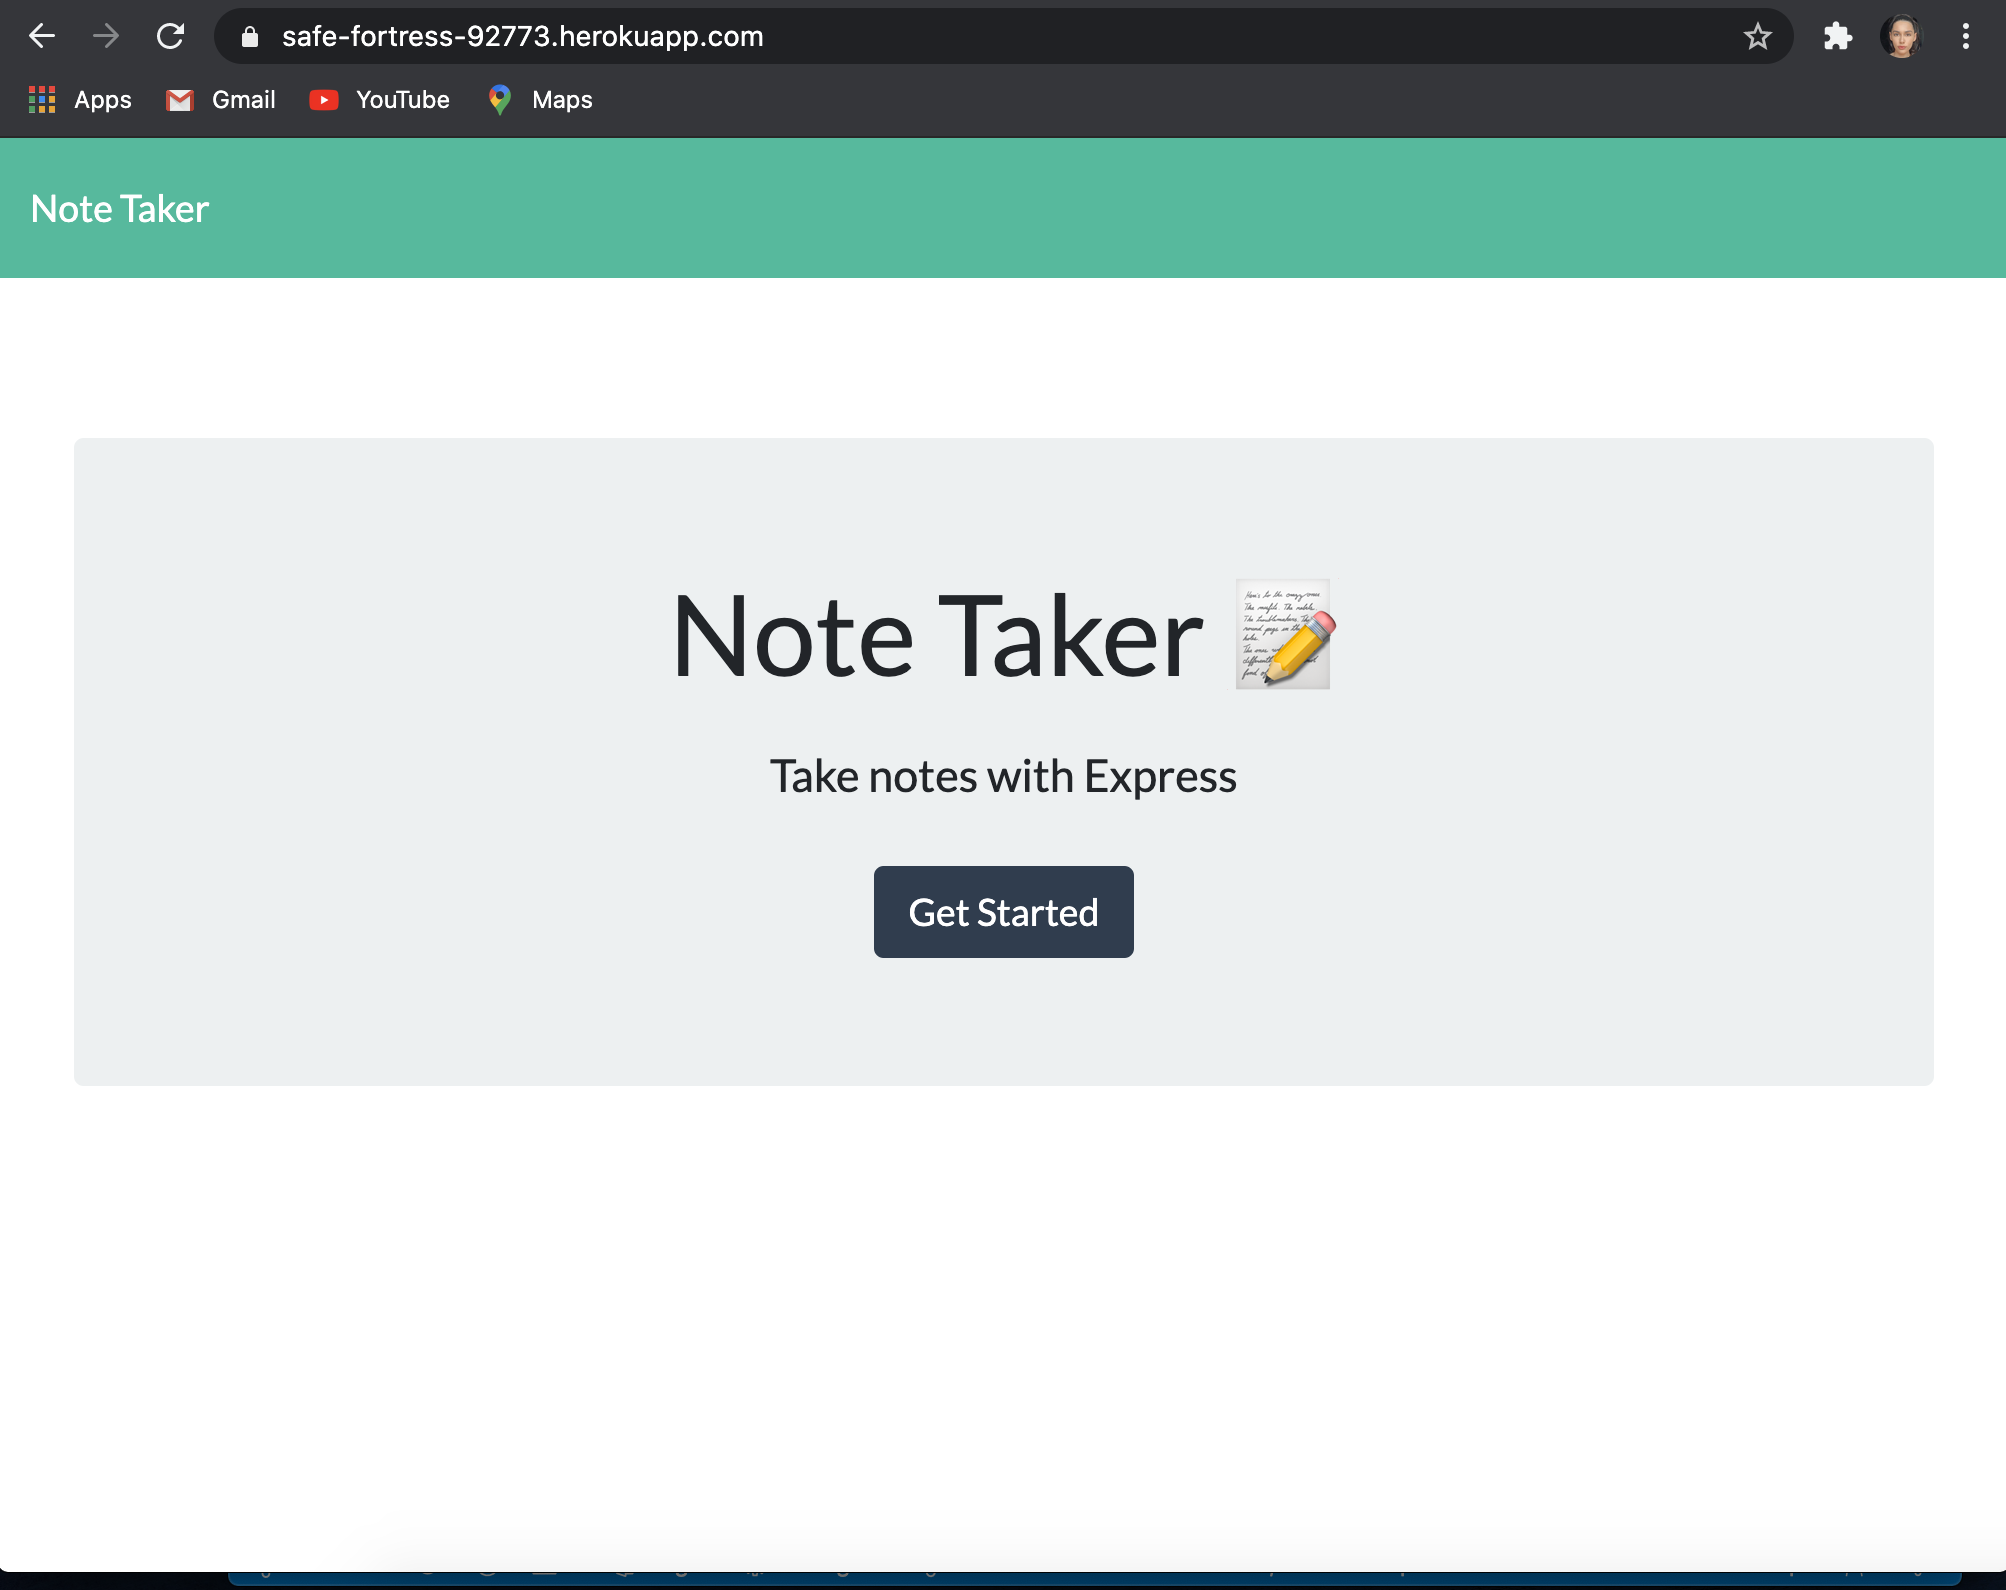 safe-fortress-92773.herokuapp.com
Apps Gmail YouTube Maps
Note Taker
Note Taker
Take notes with Express
Get Started